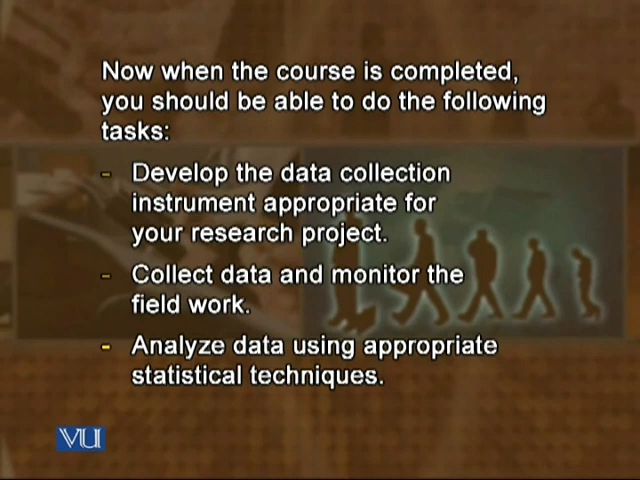 Now when the course is completed,
you should be able to do the following
tasks:
- Develop the data collection
instrument appropriate for
your research project.
- Collect data and monitor the
field work.
- Analyze data using appropriate
statistical techniques.
VU